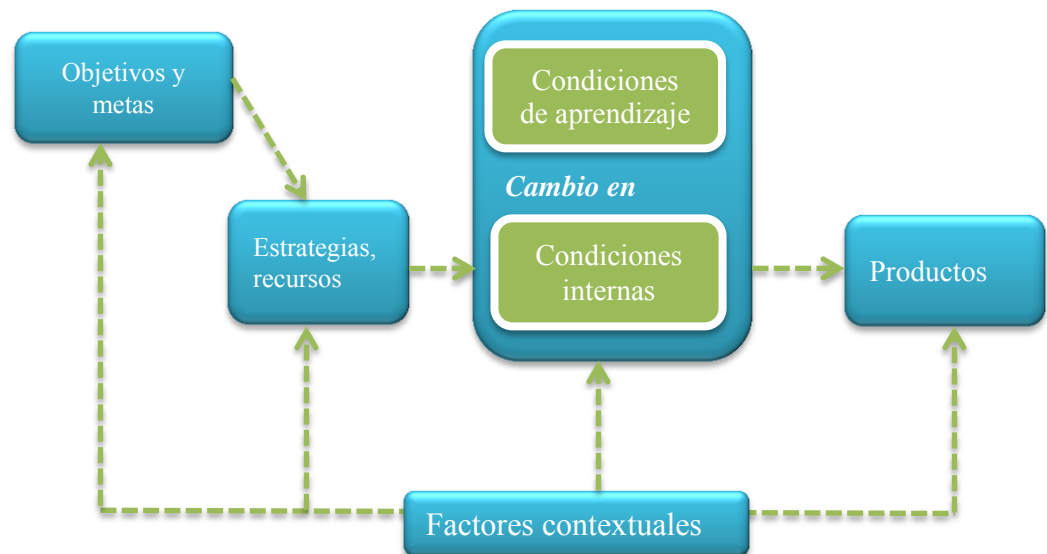 Objetivos y
metas
Estrategias,
recursos
Condiciones
de aprendizaje
Cambio en
Condiciones
internas
Productos
Factores contextuales